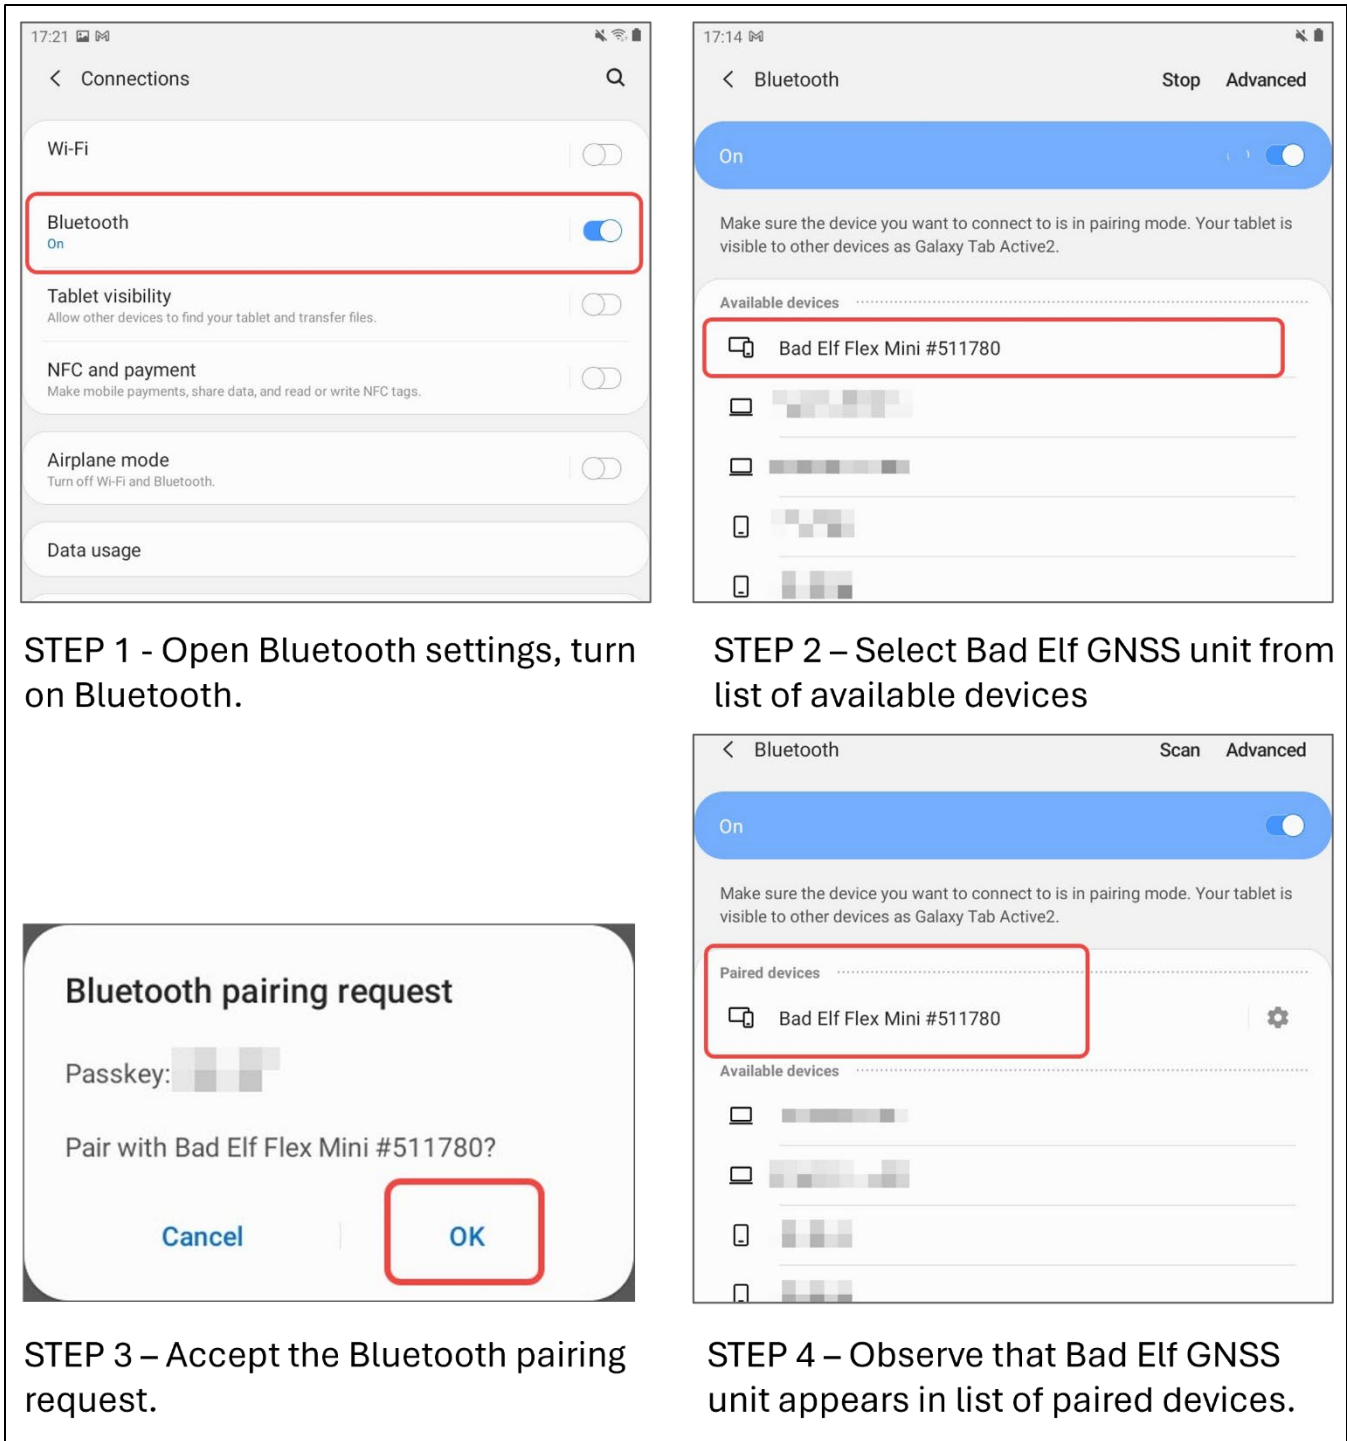 17:21
Connections
Wi-Fi
Bluetooth
On
Tablet visibility
Allow other devices to find your tablet and transfer files.
NFC and payment
Make mobile payments, share data, and read or write NFC tags.
Airplane mode
Turn off Wi-Fi and Bluetooth.
Data usage
STEP 1 - Open Bluetooth settings, turn
on Bluetooth.
17:14
Bluetooth Stop Advanced
On
Make sure the device you want to connect to is in pairing mode. Your tablet is
visible to other devices as Galaxy Tab Active2.
Available devices
Bad Elf Flex Mini #511780
STEP 2 – Select Bad Elf GNSS unit from
list of available devices
Bluetooth pairing request
Passkey:
Pair with Bad Elf Flex Mini #511780?
Cancel OK
STEP 3 – Accept the Bluetooth pairing
request.
Bluetooth Scan Advanced
On
Make sure the device you want to connect to is in pairing mode. Your tablet is
visible to other devices as Galaxy Tab Active2.
Paired devices
Bad Elf Flex Mini #511780
Available devices
STEP 4 – Observe that Bad Elf GNSS
unit appears in list of paired devices.